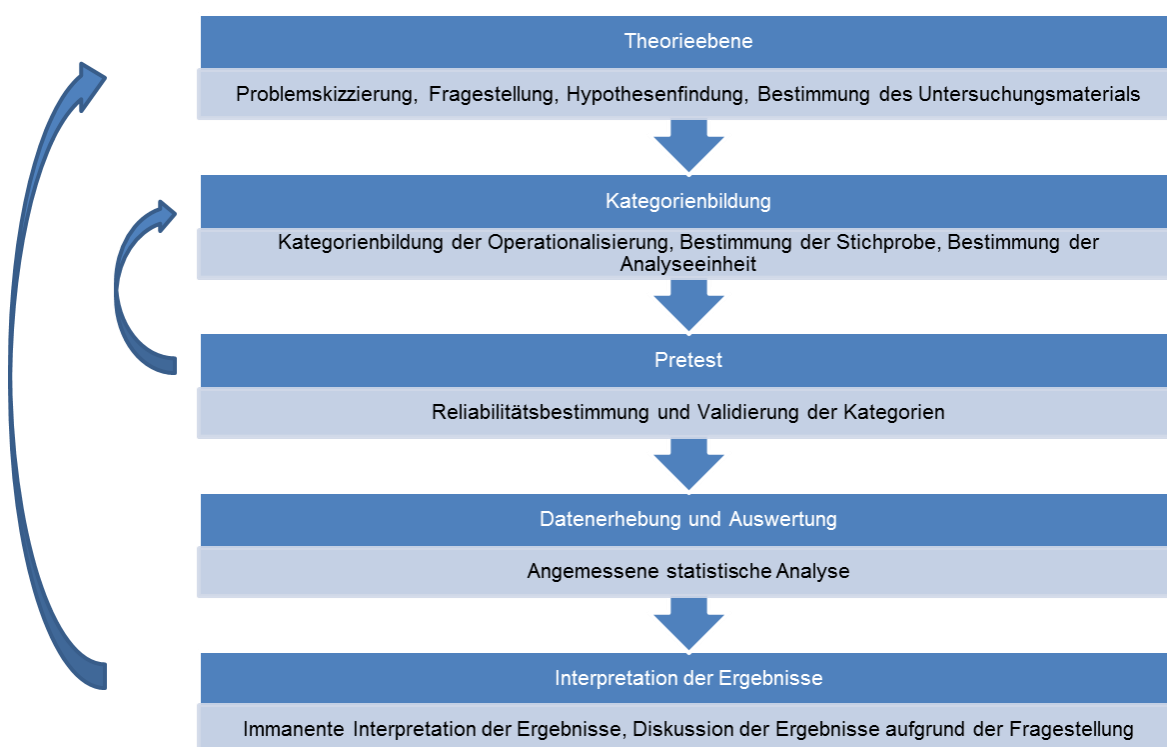 Theorieebene
Problemskizzierung, Fragestellung, Hypothesenfindung, Bestimmung des Untersuchungsmaterials
Kategorienbildung
Kategorienbildung der Operationalisierung, Bestimmung der Stichprobe, Bestimmung der
Analyseeinheit
Pretest
Reliabilitätsbestimmung und Validierung der Kategorien
Datenerhebung und Auswertung
Angemessene statistische Analyse
Interpretation der Ergebnisse
Immanente Interpretation der Ergebnisse, Diskussion der Ergebnisse aufgrund der Fragestellung